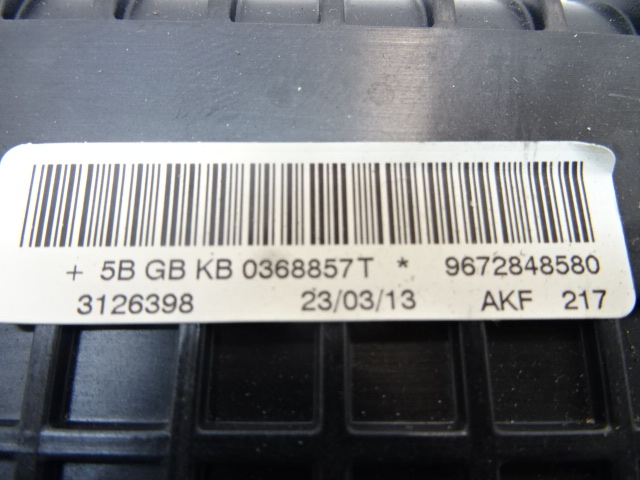 + 5B GB KB 0368857T * 9672848580
3126398 23/03/13 AKF 217